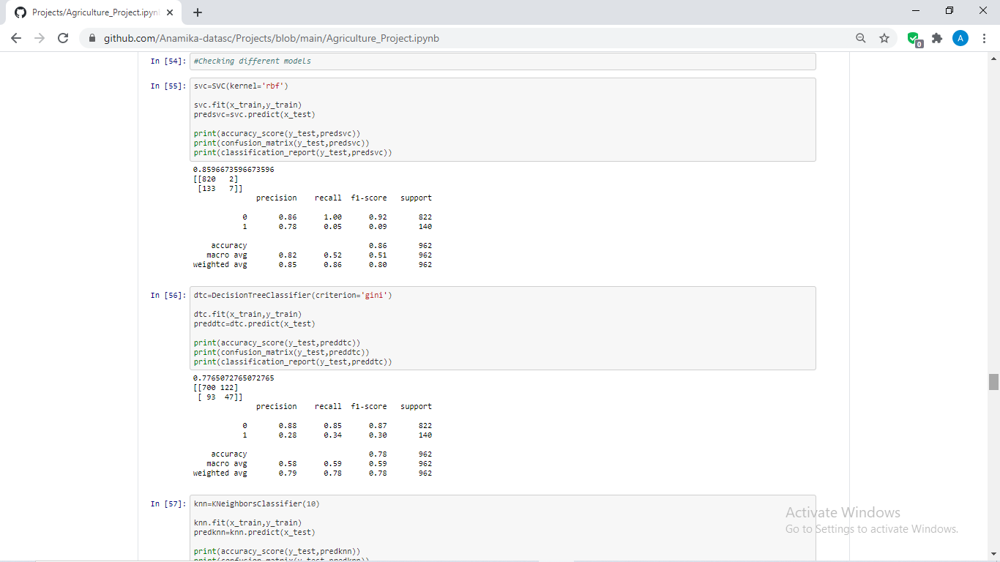 Projects/Agriculture_Project.ipyn
github.com/Anamika-datasc/Projects/blob/main/Agriculture_Project.ipynb
0
A
In [54]: #Checking different models
In [55]: svc=SVC(kernel='rbf')
svc.fit(x_train,y_train)
predsvc=svc.predict(x_test)
print(accuracy_score(y_test,predsvc))
print(confusion_matrix(y_test,predsvc))
print(classification_report(y_test,predsvc))
0.8596673596673596
[[820 2]
[133 7]]
precision recall f1-score support
0 0.86 1.00 0.92 822
1 0.78 0.05 0.09 140
accuracy 0.86 962
macro avg 0.82 0.52 0.51 962
weighted avg 0.85 0.86 0.80 962
In [56]: dtc=DecisionTreeClassifier(criterion='gini')
dtc.fit(x_train,y_train)
preddtc=dtc.predict(x_test)
print(accuracy_score(y_test,preddtc))
print(confusion_matrix(y_test,preddtc))
print(classification_report(y_test,preddtc))
0.7765072765072765
[[700 122]
[ 93 47]]
precision recall f1-score support
0 0.88 0.85 0.87 822
1 0.28 0.34 0.30 140
accuracy 0.78 962
macro avg 0.58 0.59 0.59 962
weighted avg 0.79 0.78 0.78 962
In [57]: knn=KNeighborsClassifier(10)
knn.fit(x_train,y_train)
predknn=knn.predict(x_test)
print(accuracy_score(y_test,predknn))
print(confusion_matrix(y_test,predknn))
Activate Windows
Go to Settings to activate Windows.